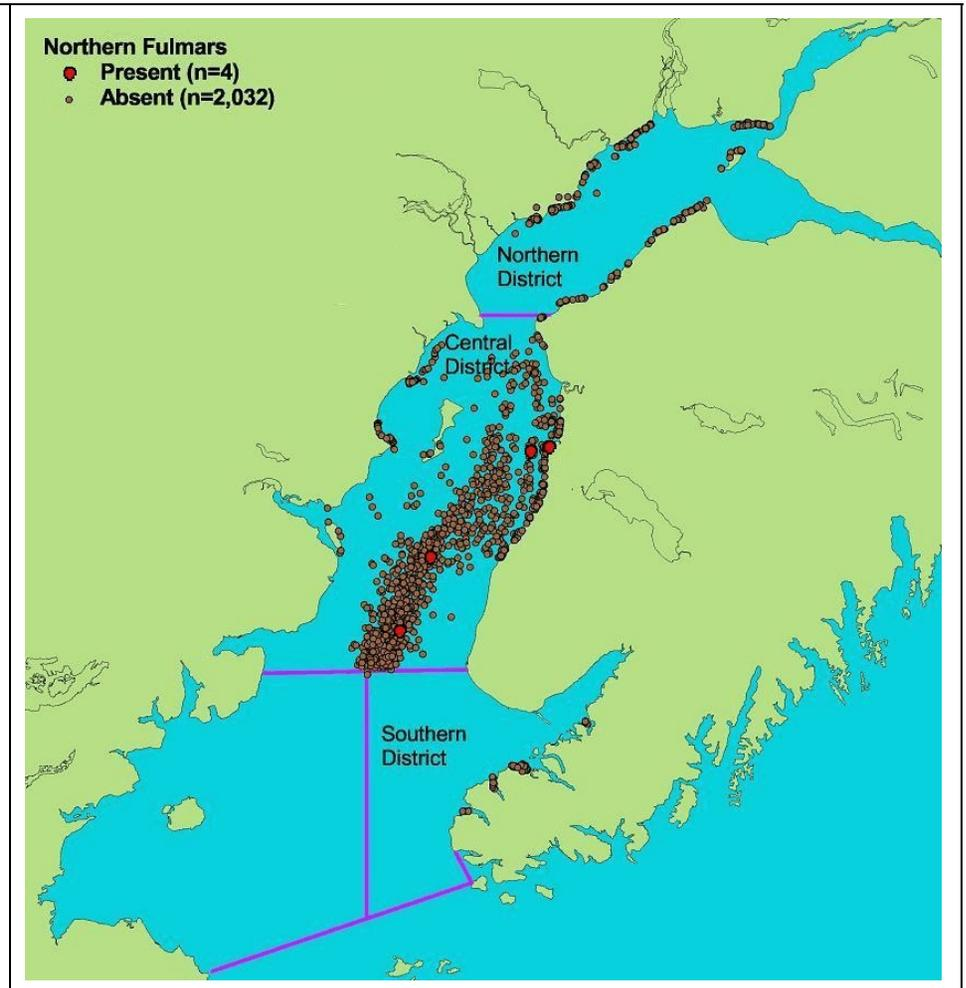 Northern Fulmars
Present (n=4)
Absent (n=2,032)
Northern
District
Central
District
Southern
District